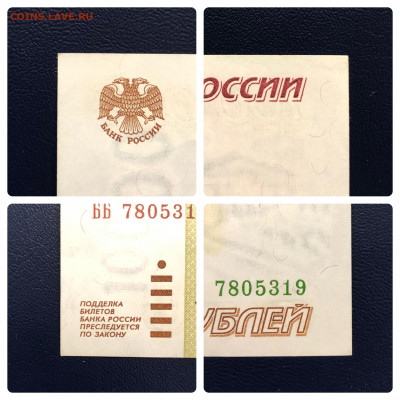 COINS.LAVE.RU
БАНК РОССИИ
ОССИИ
ББ 780531
ПОДДЕЛКА
БИЛЕТОВ
БАНКА РОССИИ
ПРЕСЛЕДУЕТСЯ
ПО ЗАКОНУ
7805319
УБЛЕЙ